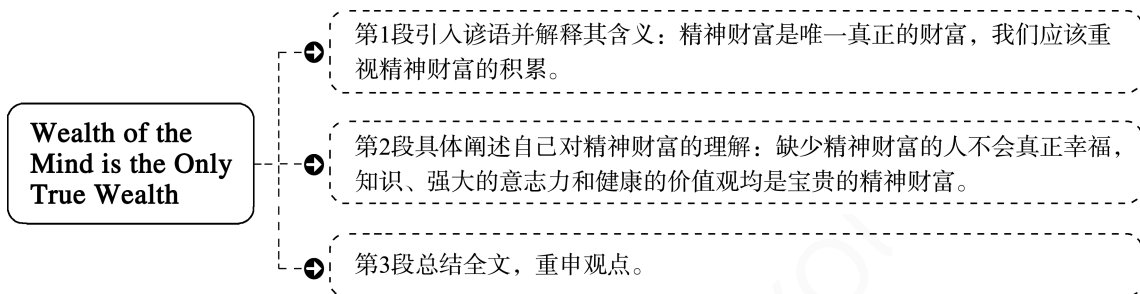 Wealth of the
Mind is the Only
True Wealth
第1段引入谚语并解释其含义：精神财富是唯一真正的财富，我们应该重
视精神财富的积累。
第2段具体阐述自己对精神财富的理解：缺少精神财富的人不会真正幸福，
知识、强大的意志力和健康的价值观均是宝贵的精神财富。
第3段总结全文，重申观点。